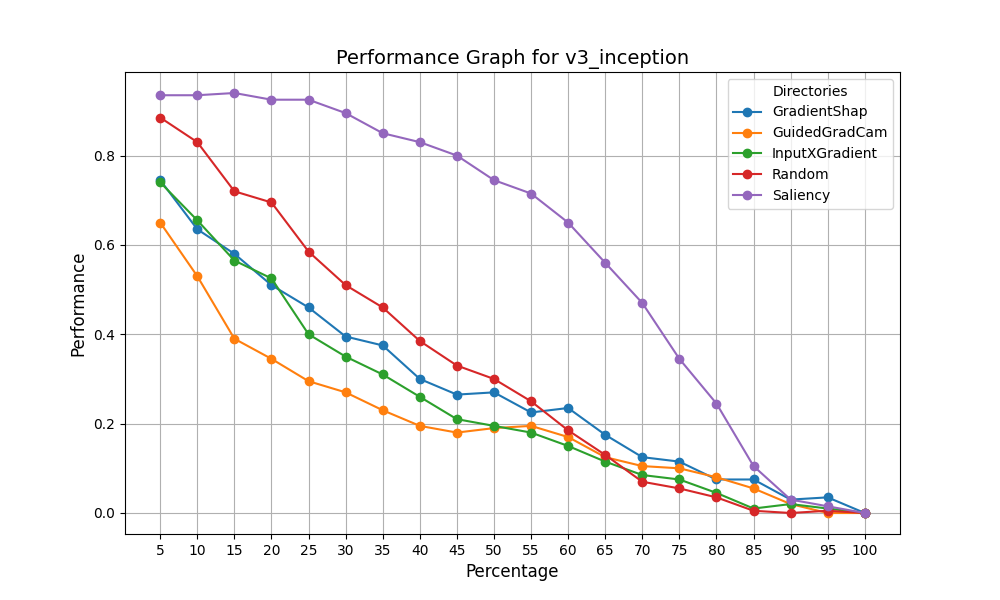 Performance Graph for v3_inception
Directories
GradientShap
GuidedGradCam
InputXGradient
Random
Saliency
Performance
0.8
0.6
0.4
0.2
0.0
5 10 15 20 25 30 35 40 45 50 55 60 65 70 75 80 85 90 95 100
Percentage